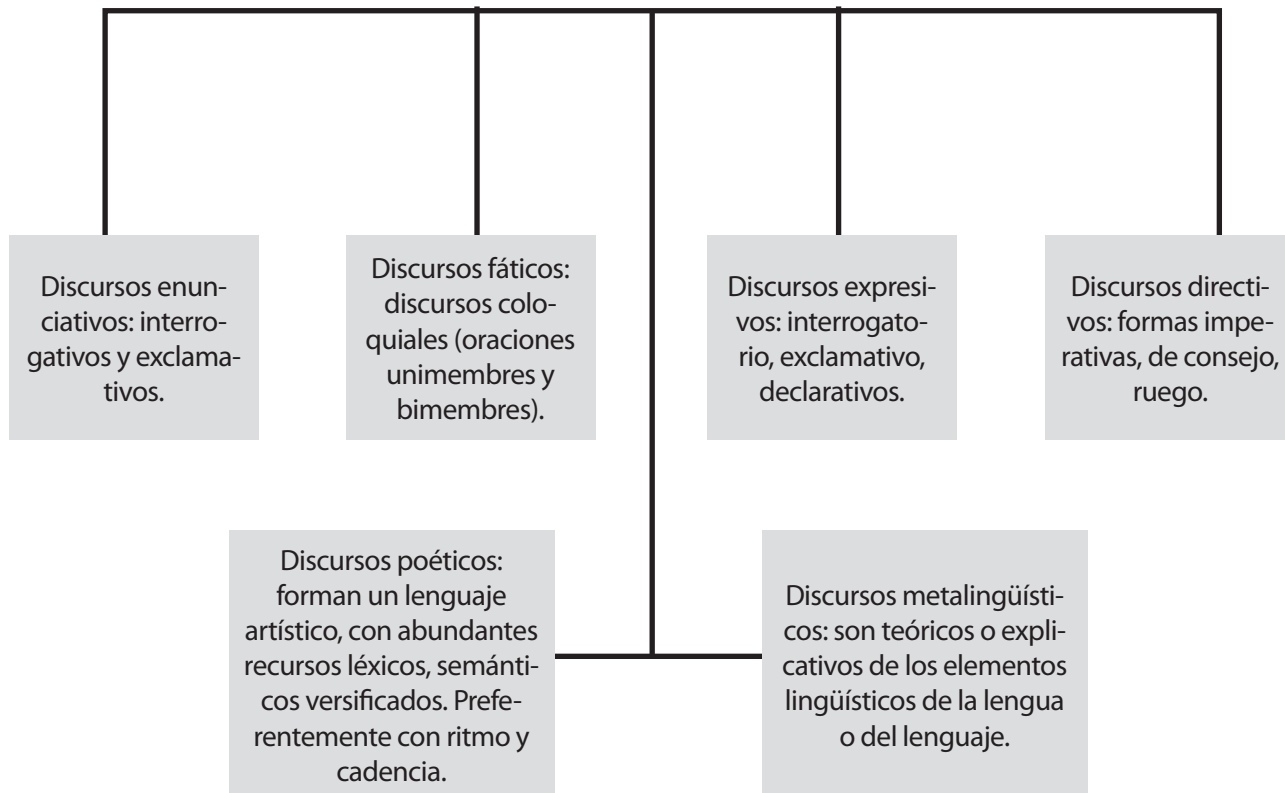 Discursos enun-
ciativos: interro-
gativos y exclama-
tivos.
Discursos fáticos:
discursos colo-
quiales (oraciones
unimembres y
bimembres).
Discursos expresi-
vos: interrogato-
rio, exclamativo,
declarativos.
Discursos directi-
vos: formas impe-
rativas, de consejo,
ruego.
Discursos poéticos:
forman un lenguaje
artístico, con abundantes
recursos léxicos, semánti-
cos versificados. Prefe-
rentemente con ritmo y
cadencia.
Discursos metalingüísti-
cos: son teóricos o expli-
cativos de los elementos
lingüísticos de la lengua
o del lenguaje.